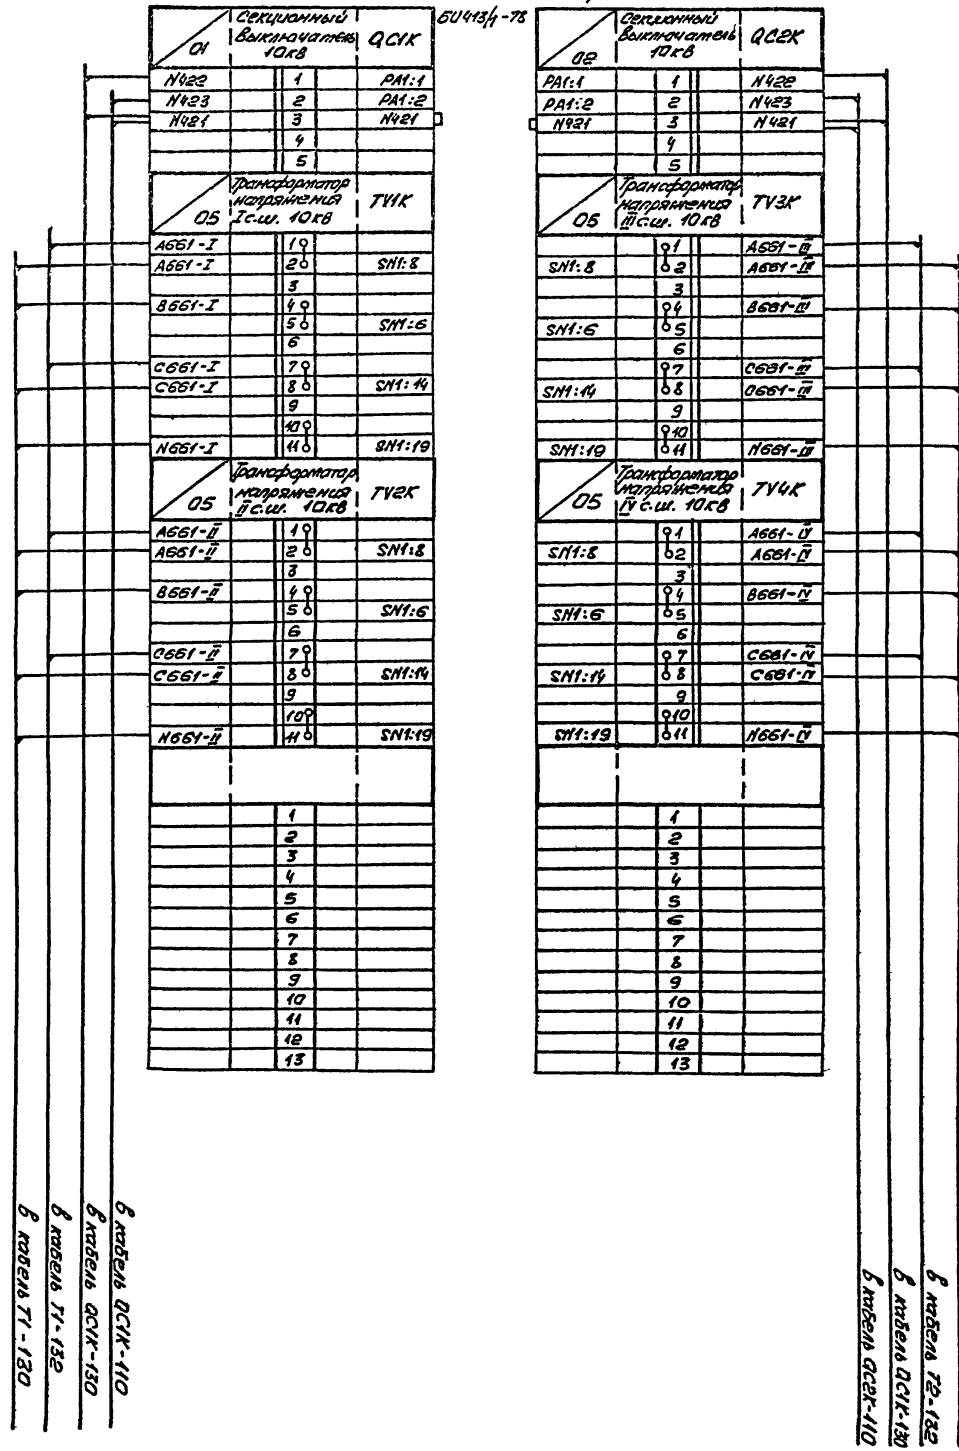 БU413/4-78
01 Секционный Выключатель 10кВ QC1K
N422 1 PA1:1
N423 2 PA1:2
N421 3 N421
4
5
05 Трансформатор напряжения I с.ш. 10кВ TV1K
A661-I 1
A661-I 2 SN1:8
3
B661-I 4
5 SN1:6
6
C661-I 7
C661-I 8 SN1:14
9
10
N661-I 11 SN1:19
05 Трансформатор напряжения II с.ш. 10кВ TV2K
A661-II 1
A661-II 2 SN1:8
3
B661-II 4
5 SN1:6
6
C661-II 7
C661-II 8 SN1:14
9
10
N661-II 11 SN1:19
1
2
3
4
5
6
7
8
9
10
11
12
13
В кабель T1-130
В кабель T1-132
В кабель QC1K-130
В кабель QC1K-110
02 Секционный Выключатель 10кВ QC2K
PA1:1 1 N422
PA1:2 2 N423
N421 3 N421
4
5
05 Трансформатор напряжения III с.ш. 10кВ TV3K
1 A661-III
SN1:8 2 A661-III
3
4 B661-III
SN1:6 5
6
7 C661-III
SN1:14 8 C661-III
9
10
SN1:19 11 N661-III
05 Трансформатор напряжения IV с.ш. 10кВ TV4K
1 A661-IV
SN1:8 2 A661-IV
3
4 B661-IV
SN1:6 5
6
7 C661-IV
SN1:14 8 C661-IV
9
10
SN1:19 11 N661-IV
1
2
3
4
5
6
7
8
9
10
11
12
13
В кабель QC2K-110
В кабель QC1K-130
В кабель T2-132